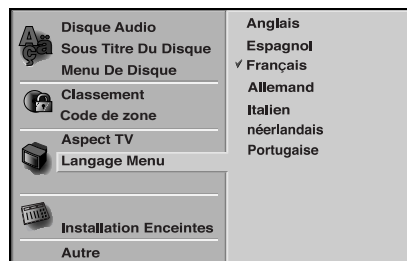 Disque Audio
Sous Titre Du Disque
Menu De Disque
Classement
Code de zone
Aspect TV
Langage Menu
Installation Enceintes
Autre
Anglais
Espagnol
Français
Allemand
Italien
néerlandais
Portugaise